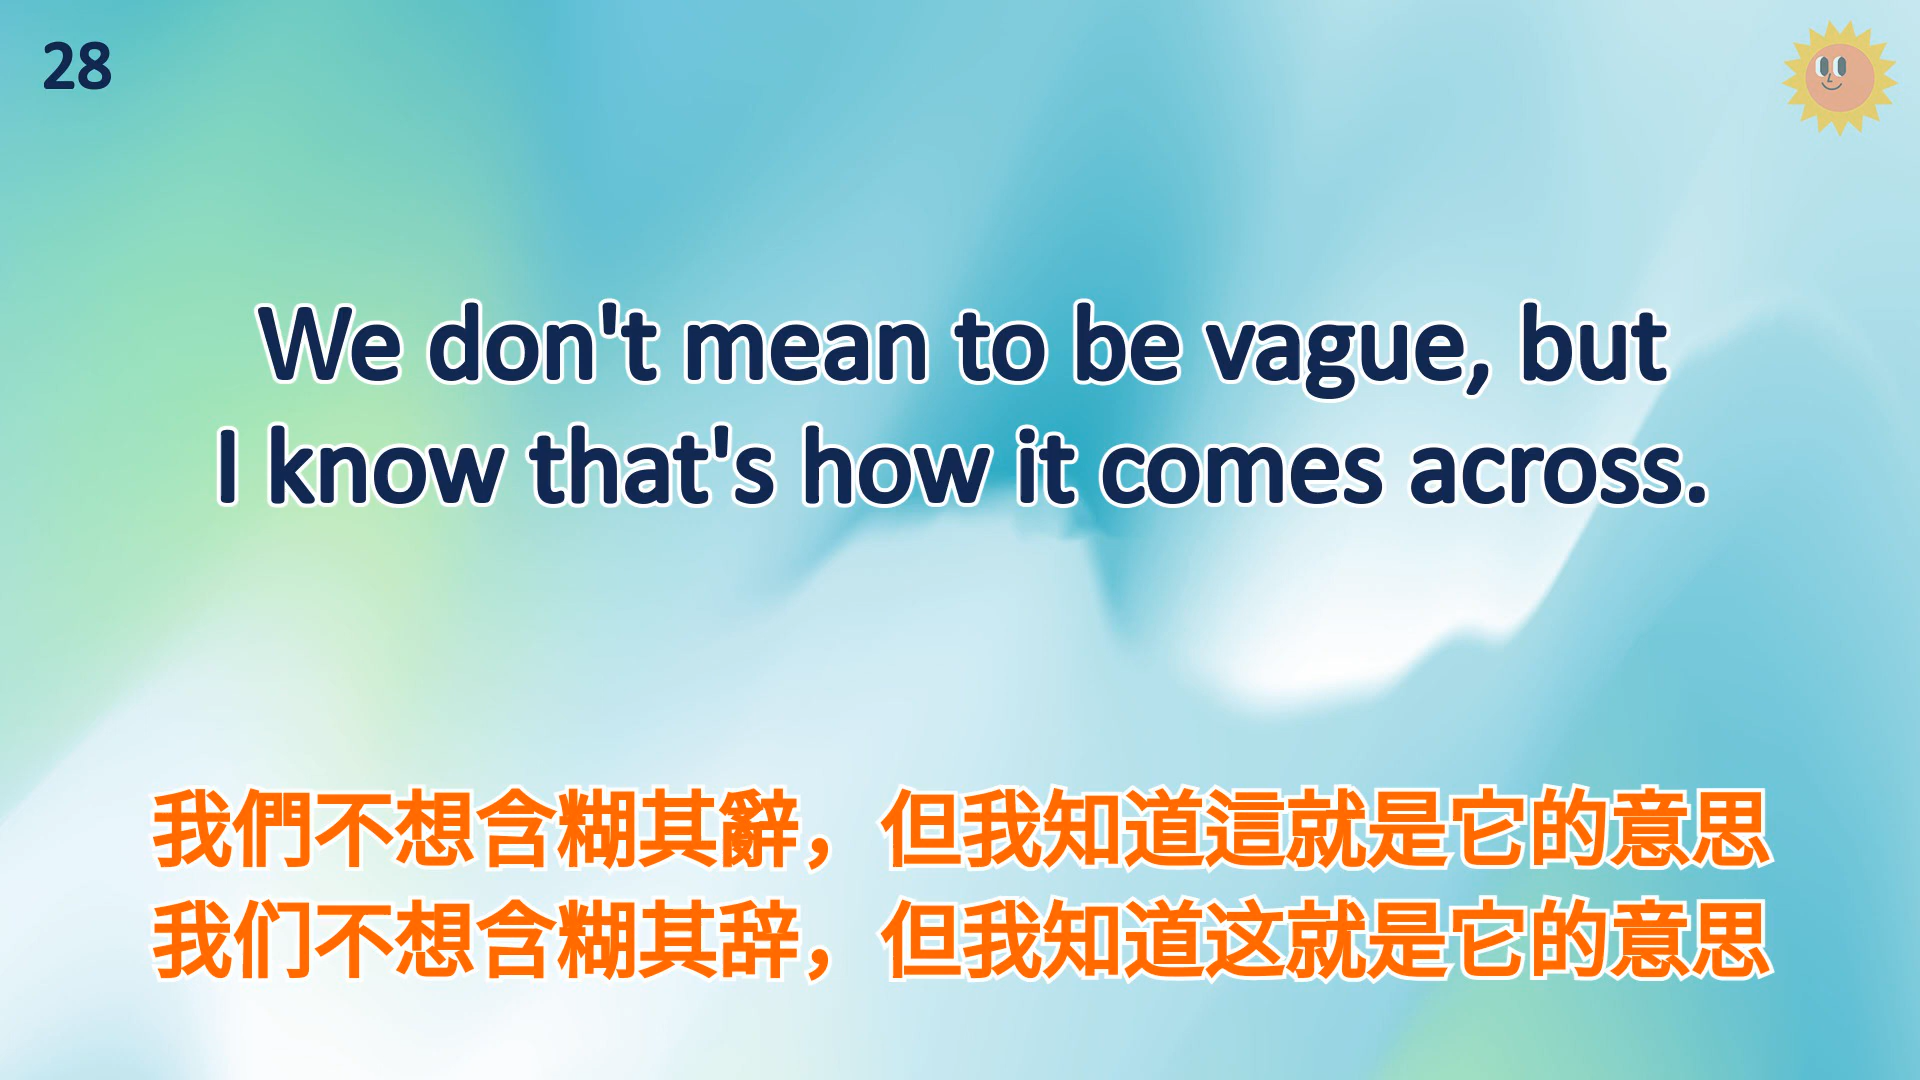 28
We don't mean to be vague, but
I know that's how it comes across.
我們不想含糊其辭，但我知道這就是它的意思
我们不想含糊其辞，但我知道这就是它的意思